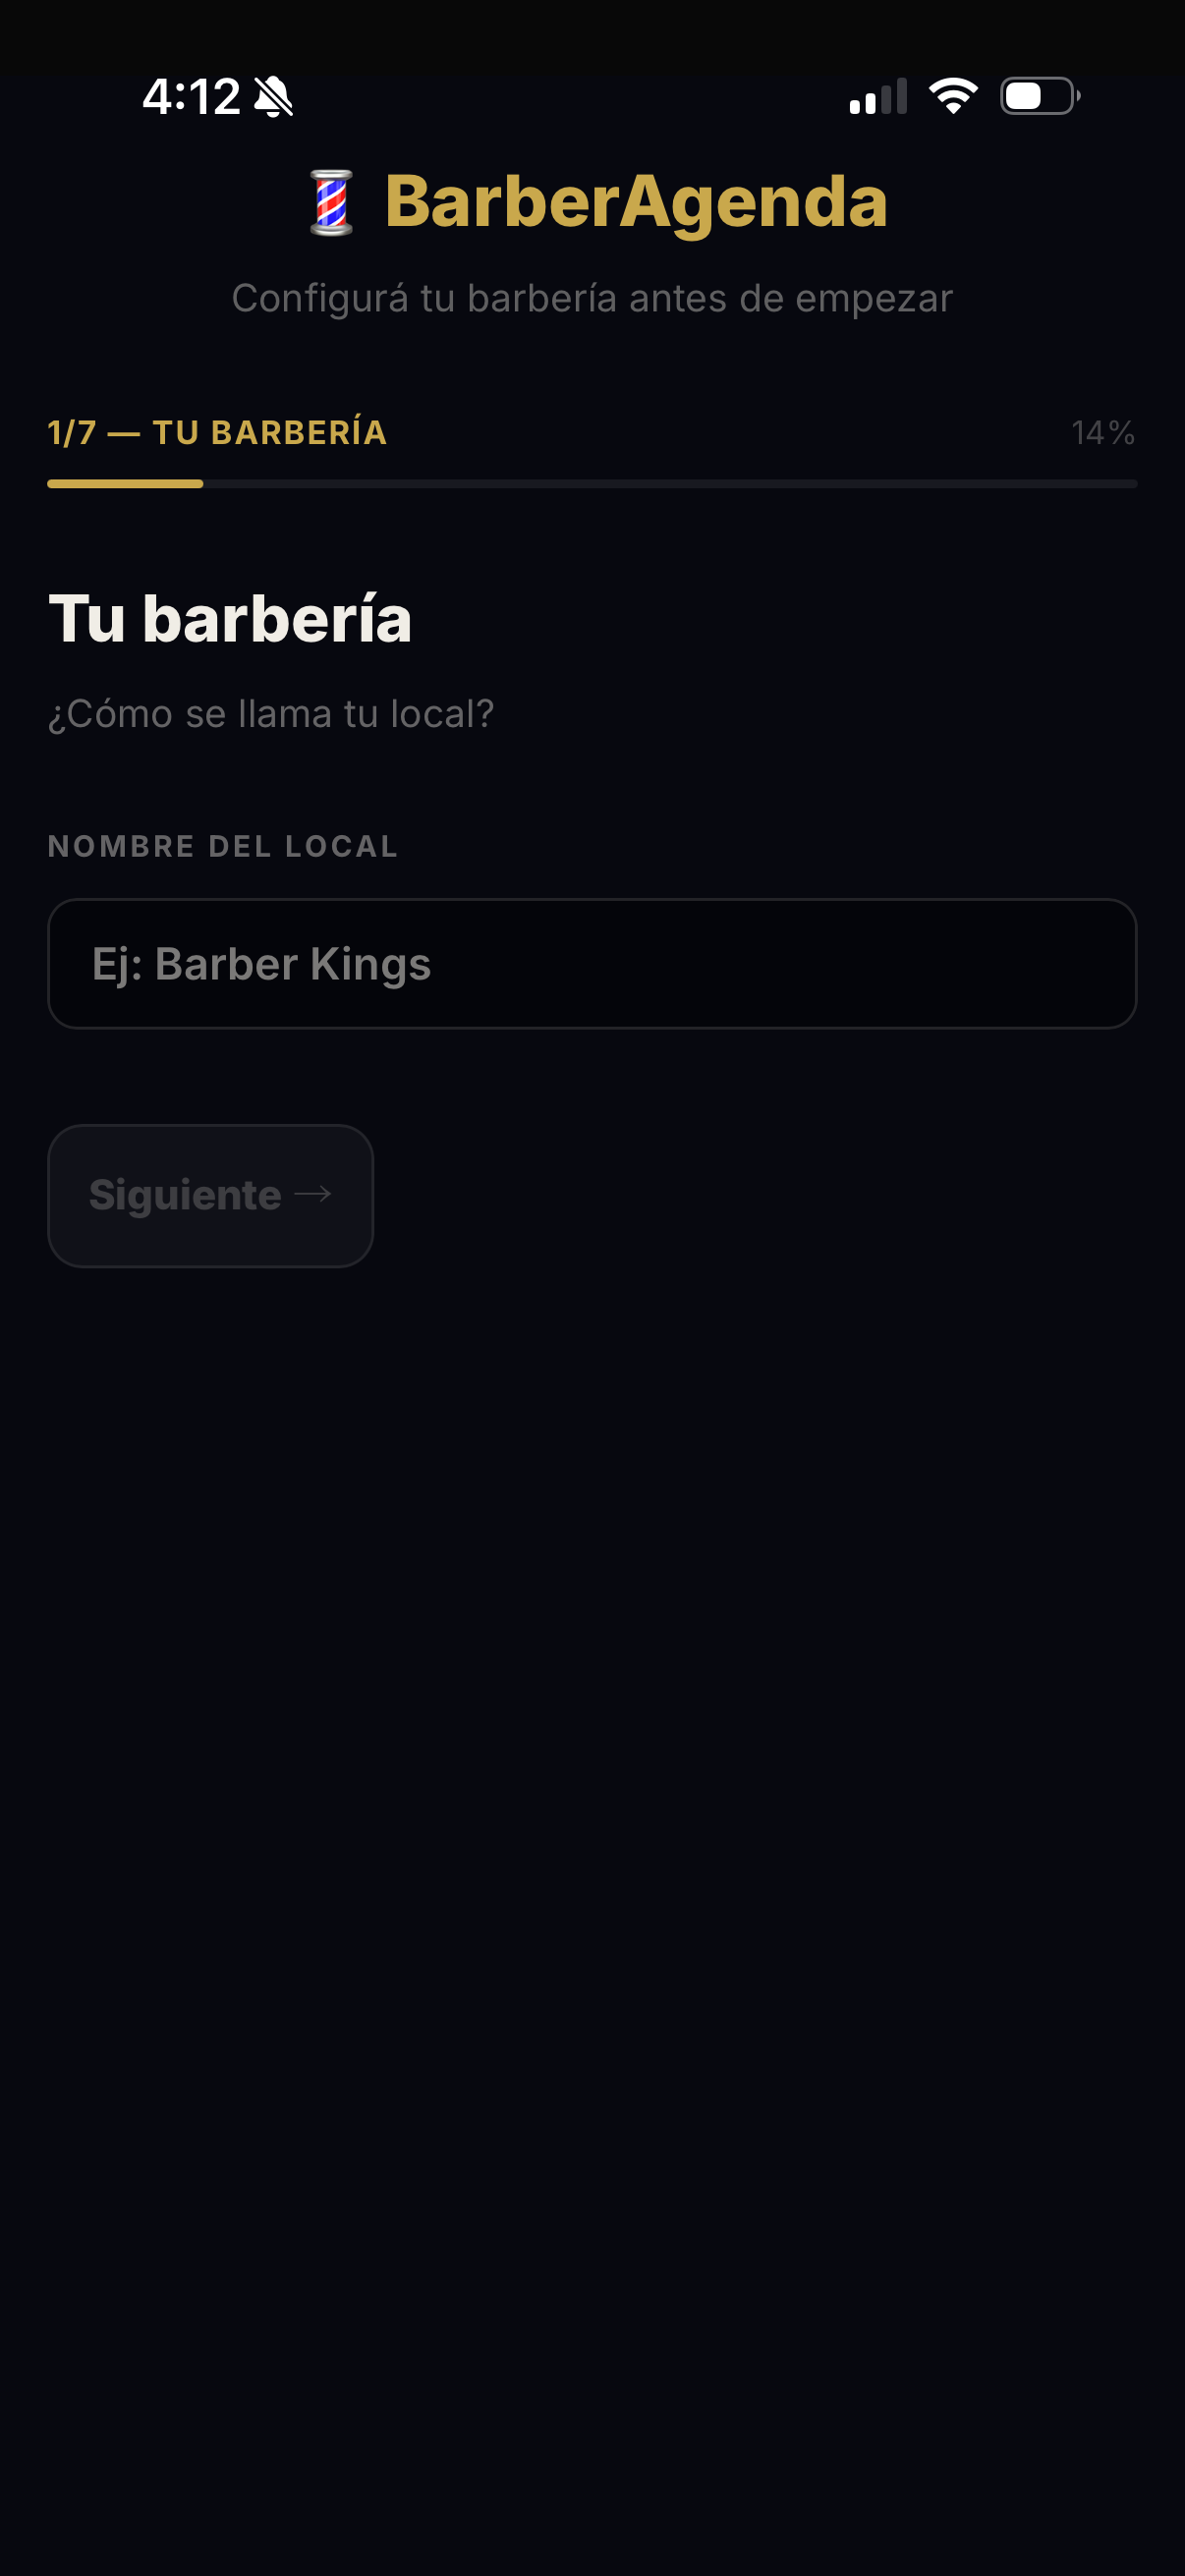 4:12
BarberAgenda
Configurá tu barbería antes de empezar
1/7 — TU BARBERÍA 14%
Tu barbería
¿Cómo se llama tu local?
NOMBRE DEL LOCAL
Ej: Barber Kings
Siguiente →